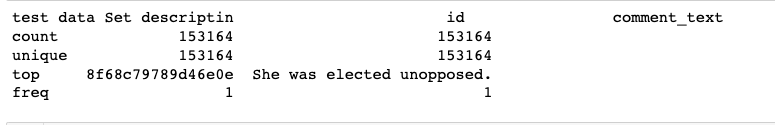 test data Set descriptin id comment_text
count 153164 153164
unique 153164 153164
top 8f68c79789d46e0e She was elected unopposed.
freq 1 1